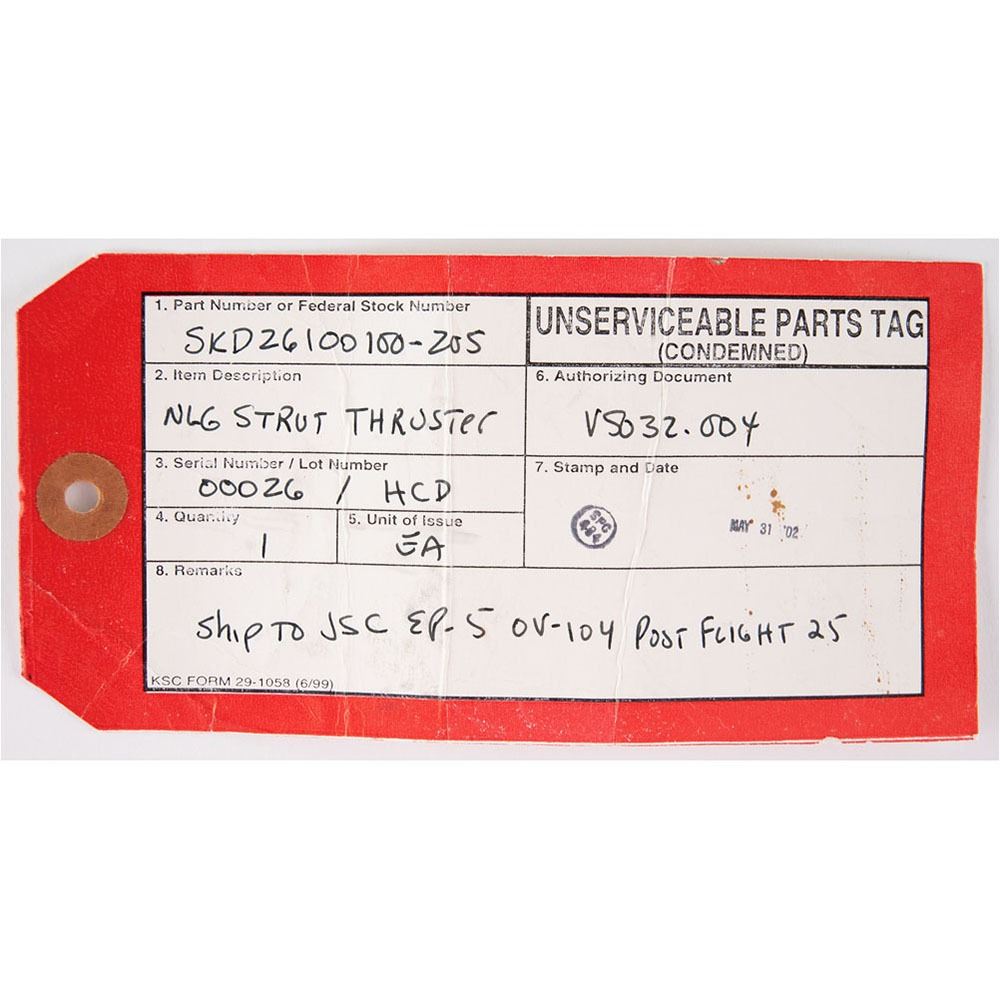 1. Part Number or Federal Stock Number
SKD26100100-205
UNSERVICEABLE PARTS TAG
(CONDEMNED)
2. Item Description
NLG STRUT THRUSTER
6. Authorizing Document
V5032.004
3. Serial Number / Lot Number
00026 / HCD
7. Stamp and Date
SPC
MAY 31 '02
4. Quantity
1
5. Unit of Issue
EA
8. Remarks
Ship TO JSC EP-5 OV-104 POST FLIGHT 25
KSC FORM 29-1058 (6/99)